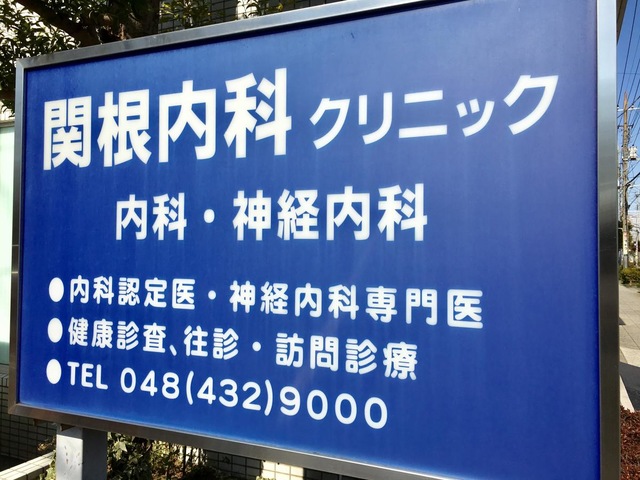 関根内科クリニック
内科・神経内科
●内科認定医・神経内科専門医
●健康診査、往診・訪問診療
●TEL 048(432)9000